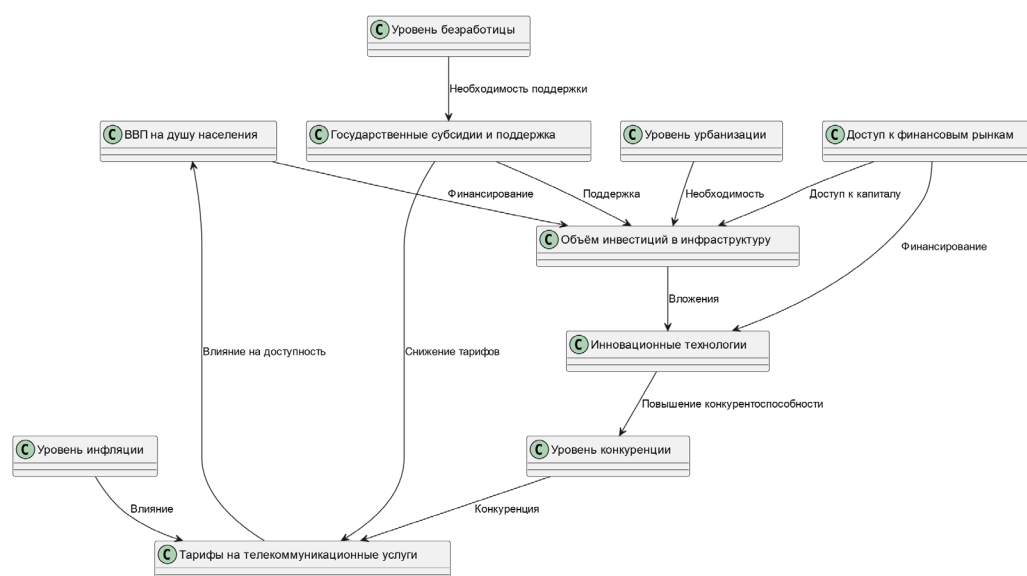 C Уровень безработицы
Необходимость поддержки
C ВВП на душу населения
C Государственные субсидии и поддержка
C Уровень урбанизации
C Доступ к финансовым рынкам
Финансирование
Поддержка
Необходимость
Доступ к капиталу
C Объём инвестиций в инфраструктуру
Финансирование
Вложения
C Инновационные технологии
Влияние на доступность
Снижение тарифов
Повышение конкурентоспособности
C Уровень инфляции
C Уровень конкуренции
Влияние
Конкуренция
C Тарифы на телекоммуникационные услуги